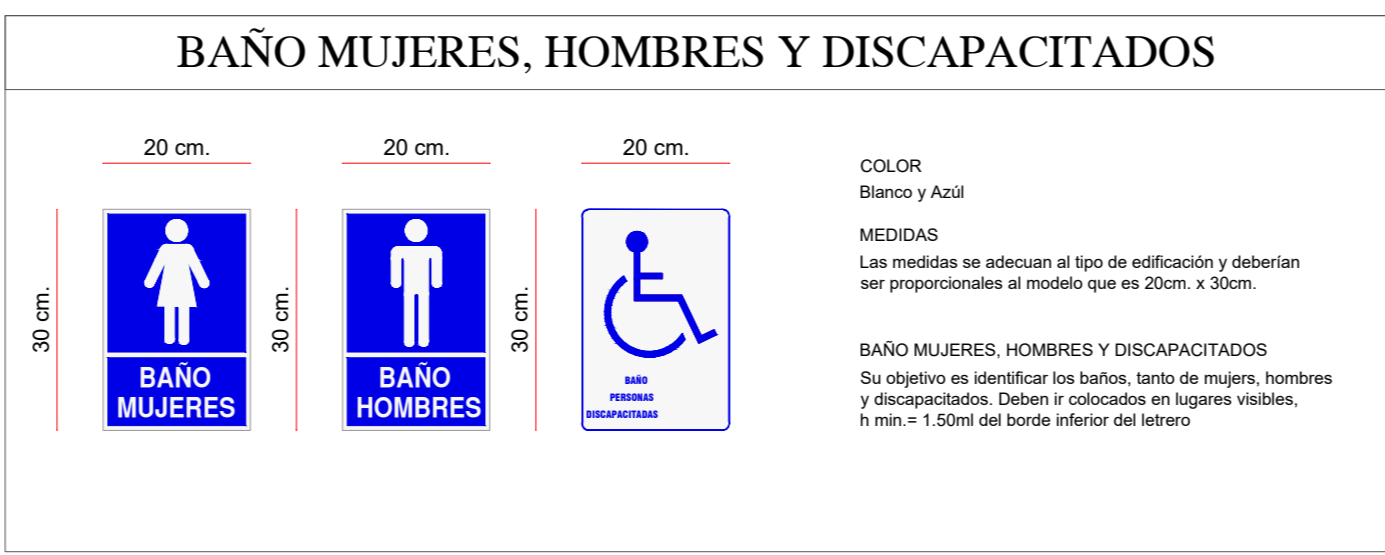 BAÑO MUJERES, HOMBRES Y DISCAPACITADOS
20 cm.
20 cm.
20 cm.
30 cm.
30 cm.
30 cm.
BAÑO
MUJERES
BAÑO
HOMBRES
BAÑO
PERSONAS
DISCAPACITADAS
COLOR
Blanco y Azúl
MEDIDAS
Las medidas se adecuan al tipo de edificación y deberían
ser proporcionales al modelo que es 20cm. x 30cm.
BAÑO MUJERES, HOMBRES Y DISCAPACITADOS
Su objetivo es identificar los baños, tanto de mujers, hombres
y discapacitados. Deben ir colocados en lugares visibles,
h min.= 1.50ml del borde inferior del letrero